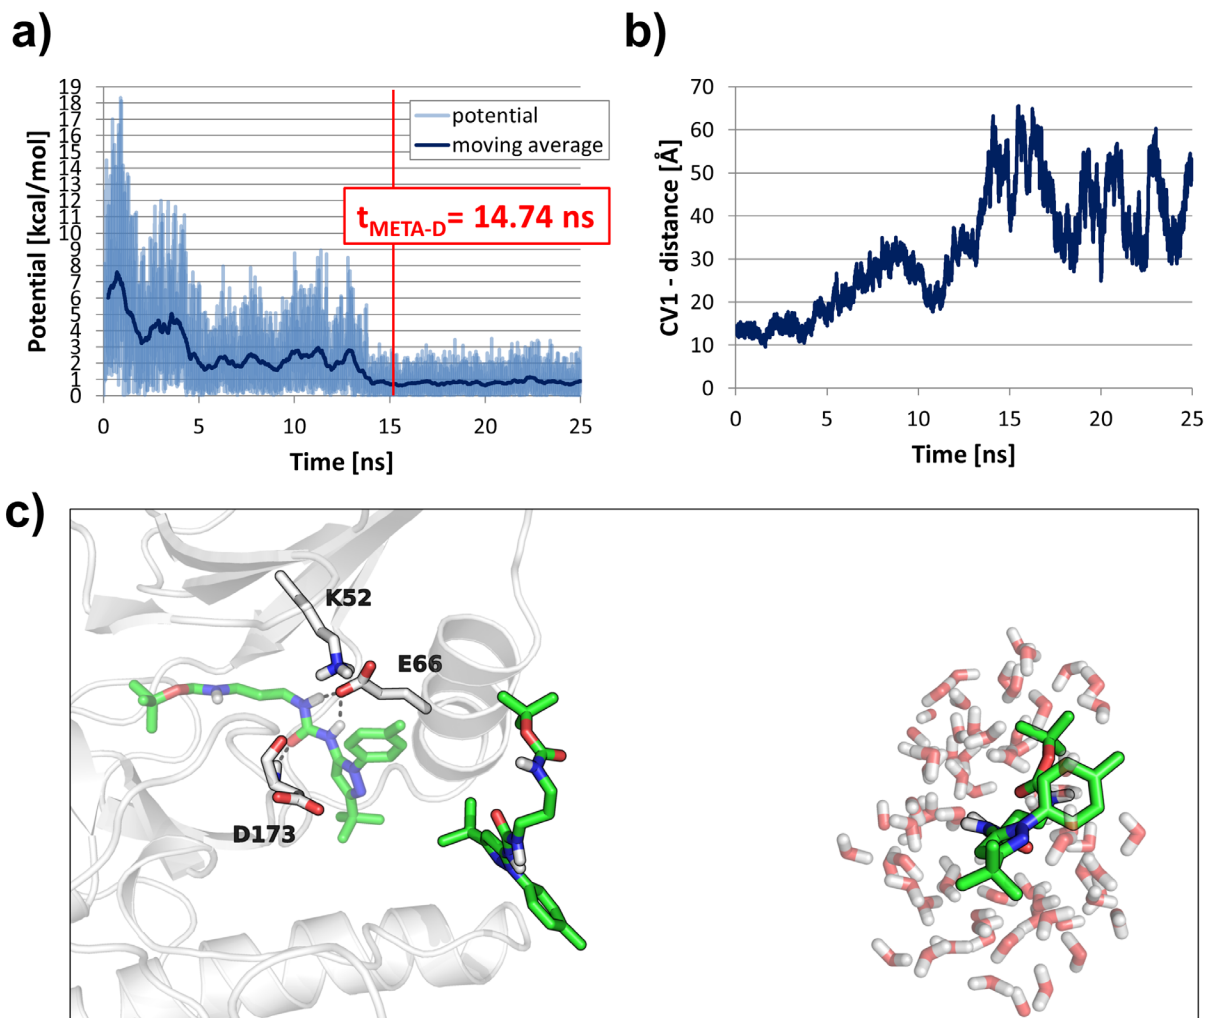 a)
Potential [kcal/mol]
19
18
17
16
15
14
13
12
11
10
9
8
7
6
5
4
3
2
1
0
potential
moving average
tMETA-D= 14.74 ns
0 5 10 15 20 25
Time [ns]
b)
CV1 - distance [Å]
70
60
50
40
30
20
10
0
0 5 10 15 20 25
Time [ns]
c)
K52
E66
D173